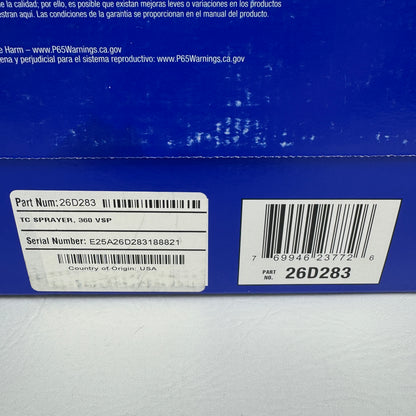 la calidad; por ello, es posible que existan mejoras leves o variaciones en los productos
stran aquí. Las condiciones de la garantía se proporcionan en el manual del producto.
e Harm – www.P65Warnings.ca.gov
ena y perjudicial para el sistema reproductivo: www.P65Warnings.ca.gov
Part Num: 26D283
TC SPRAYER, 360 VSP
Serial Number: E25A26D283188821
Country of Origin: USA
7 69946 23772 6
PART NO. 26D283